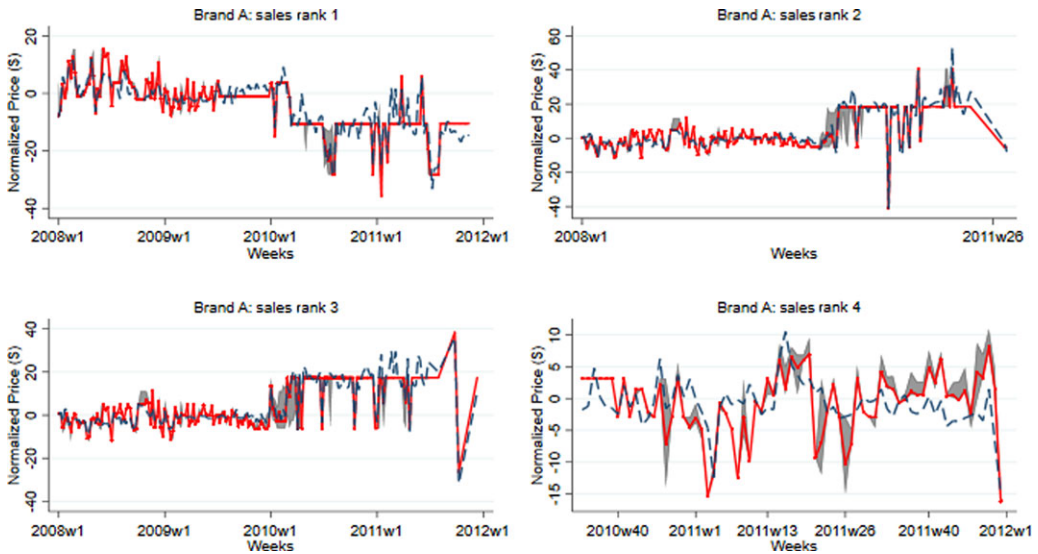 Brand A: sales rank 1
Normalized Price ($)
20
0
-20
-40
2008w1 2009w1 2010w1 2011w1 2012w1
Weeks
Brand A: sales rank 2
Normalized Price ($)
60
40
20
0
-20
-40
2008w1 2011w26
Weeks
Brand A: sales rank 3
Normalized Price ($)
40
20
0
-20
-40
2008w1 2009w1 2010w1 2011w1 2012w1
Weeks
Brand A: sales rank 4
Normalized Price ($)
10
5
0
-5
-10
-15
2010w40 2011w1 2011w13 2011w26 2011w40 2012w1
Weeks